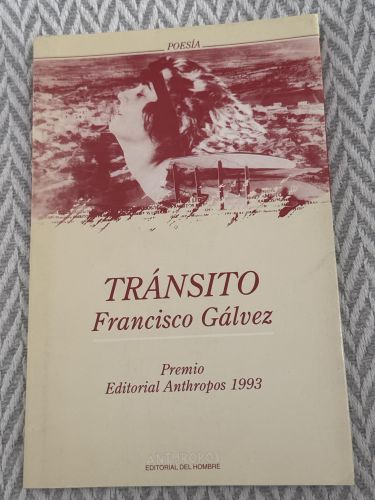 POESÍA
TRÁNSITO
Francisco Gálvez
Premio
Editorial Anthropos 1993
ANTHROPOS
EDITORIAL DEL HOMBRE